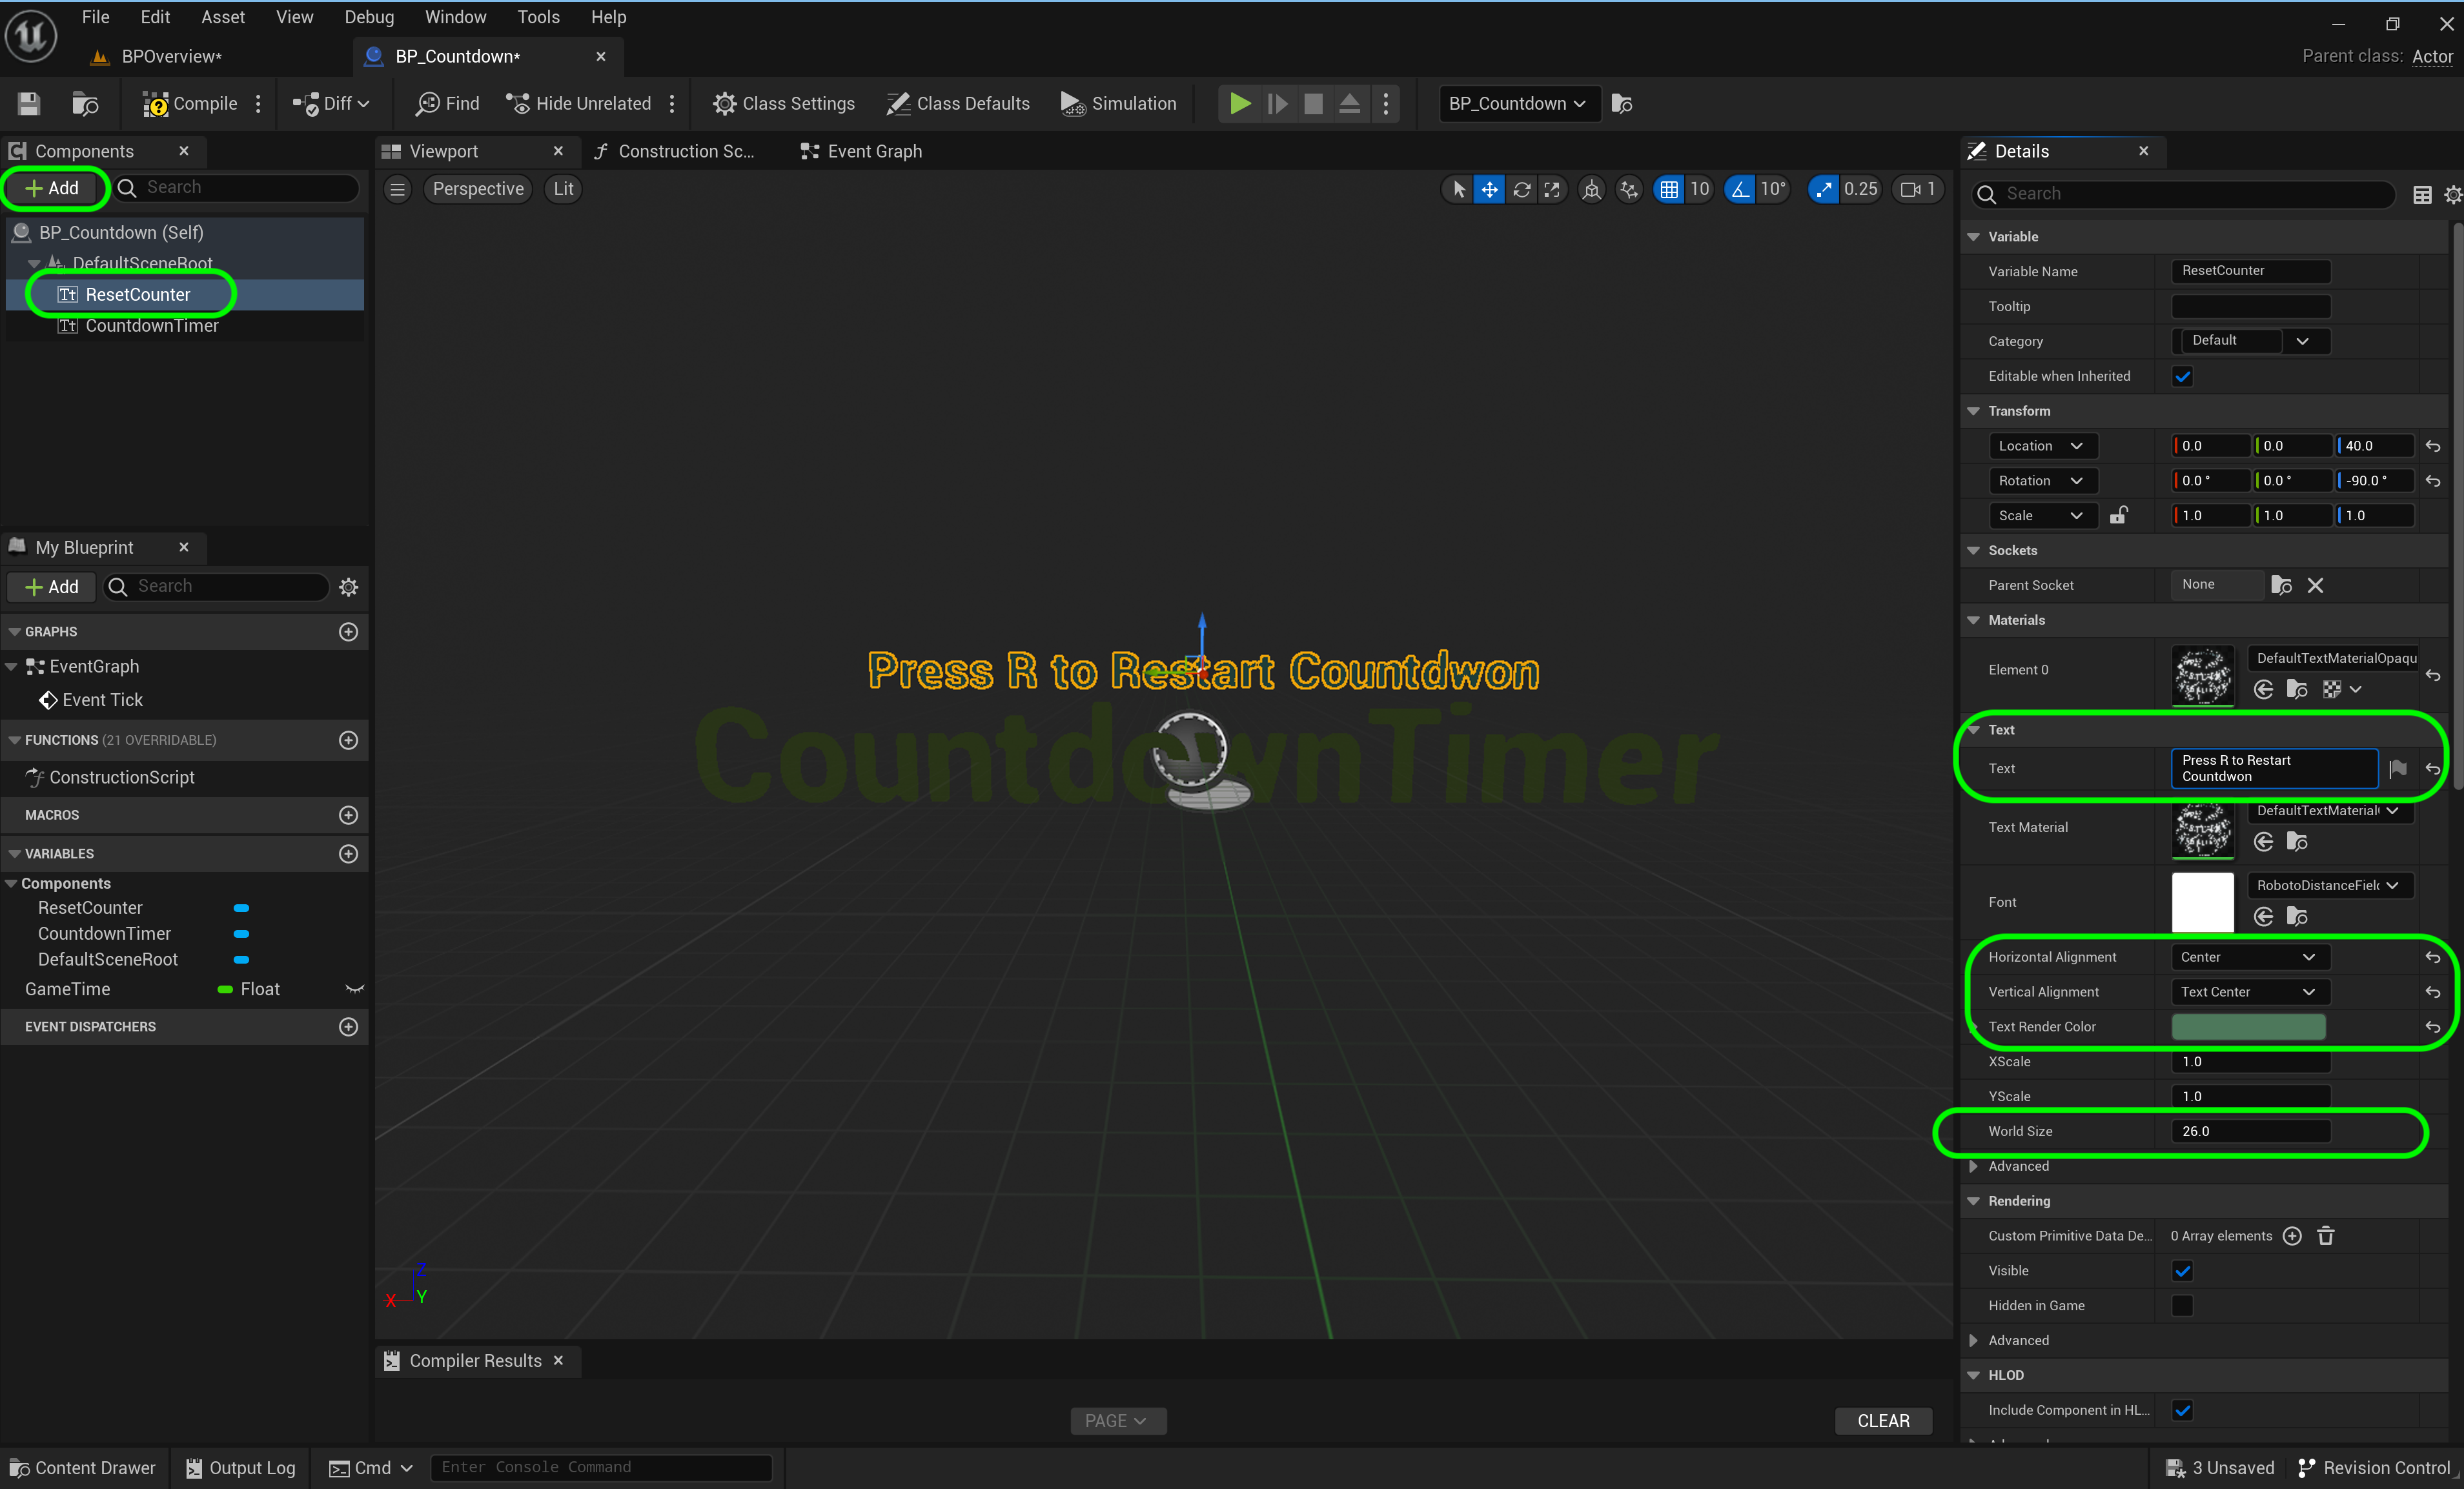 File Edit Asset View Debug Window Tools Help
BPOverview* BP_Countdown*
Parent class: Actor
Compile Diff Find Hide Unrelated Class Settings Class Defaults Simulation BP_Countdown
Components
Add Search
BP_Countdown (Self)
DefaultSceneRoot
ResetCounter
CountdownTimer
My Blueprint
Add Search
GRAPHS
EventGraph
Event Tick
FUNCTIONS (21 OVERRIDABLE)
ConstructionScript
MACROS
VARIABLES
Components
ResetCounter
CountdownTimer
DefaultSceneRoot
GameTime Float
EVENT DISPATCHERS
Viewport Construction Sc... Event Graph
Perspective Lit 10 10° 0.25 1
Press R to Restart Countdwon
CountdownTimer
Z
X Y
Compiler Results
PAGE CLEAR
Details
Search
Variable
Variable Name ResetCounter
Tooltip
Category Default
Editable when Inherited
Transform
Location 0.0 0.0 40.0
Rotation 0.0 ° 0.0 ° -90.0 °
Scale 1.0 1.0 1.0
Sockets
Parent Socket None
Materials
Element 0 DefaultTextMaterialOpaqu
Text
Text Press R to Restart
Countdwon
Text Material DefaultTextMaterial
Font RobotoDistanceFiel
Horizontal Alignment Center
Vertical Alignment Text Center
Text Render Color
XScale 1.0
YScale 1.0
World Size 26.0
Advanced
Rendering
Custom Primitive Data De... 0 Array elements
Visible
Hidden in Game
Advanced
HLOD
Include Component in HL...
Content Drawer Output Log Cmd Enter Console Command 3 Unsaved Revision Control